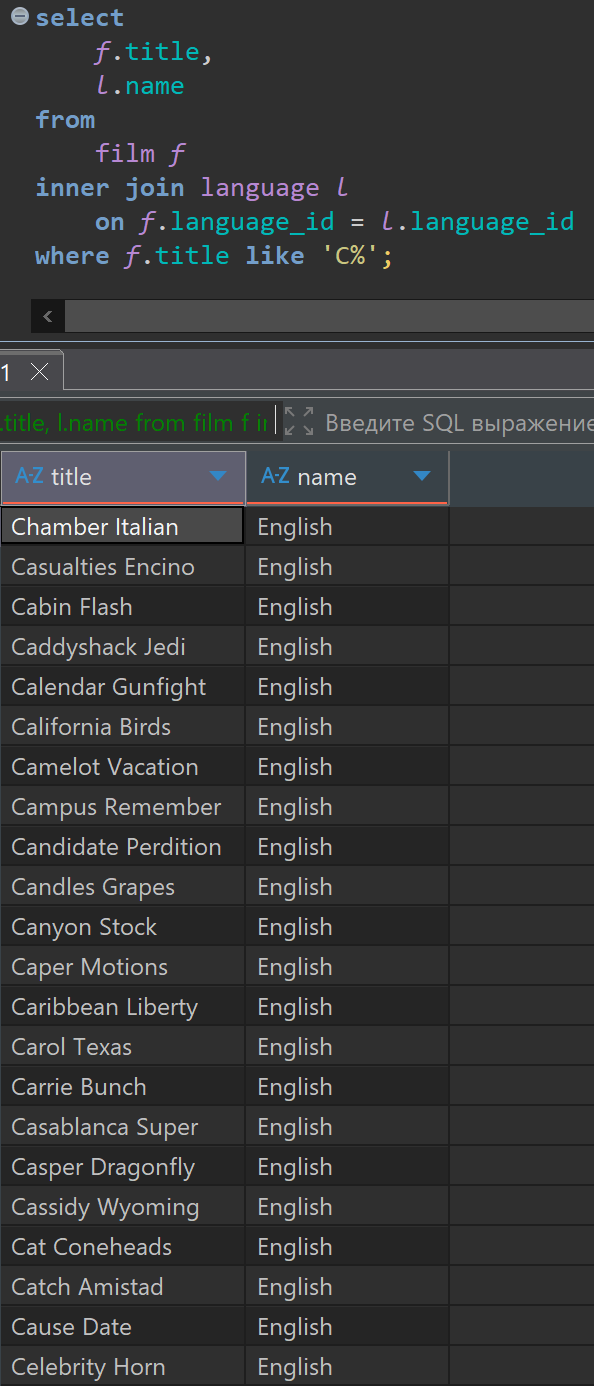 select
f.title,
l.name
from
film f
inner join language l
on f.language_id = l.language_id
where f.title like 'C%';
1
.title, l.name from film f i Введите SQL выражение
A-Z title A-Z name
Chamber Italian English
Casualties Encino English
Cabin Flash English
Caddyshack Jedi English
Calendar Gunfight English
California Birds English
Camelot Vacation English
Campus Remember English
Candidate Perdition English
Candles Grapes English
Canyon Stock English
Caper Motions English
Caribbean Liberty English
Carol Texas English
Carrie Bunch English
Casablanca Super English
Casper Dragonfly English
Cassidy Wyoming English
Cat Coneheads English
Catch Amistad English
Cause Date English
Celebrity Horn English